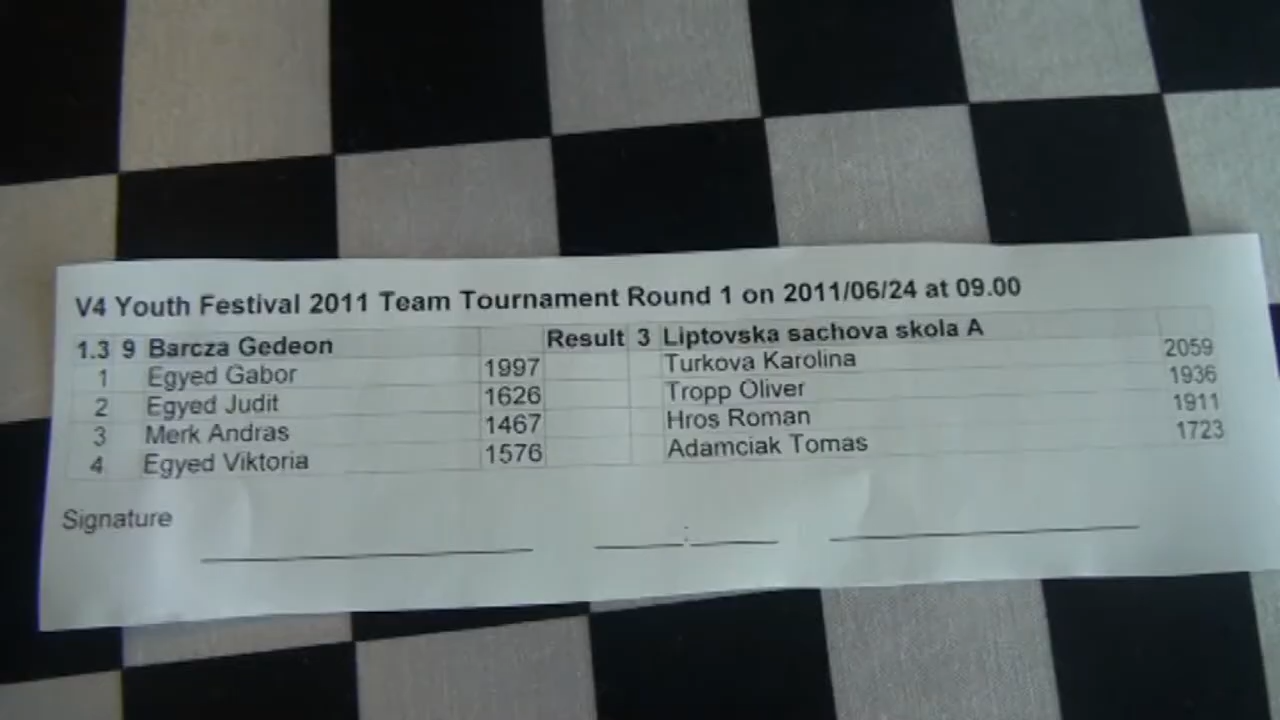 V4 Youth Festival 2011 Team Tournament Round 1 on 2011/06/24 at 09.00
1.3 9 Barcza Gedeon Result 3 Liptovska sachova skola A
1 Egyed Gabor 1997 Turkova Karolina 2059
2 Egyed Judit 1626 Tropp Oliver 1936
3 Merk Andras 1467 Hros Roman 1911
4 Egyed Viktoria 1576 Adamciak Tomas 1723
Signature
: